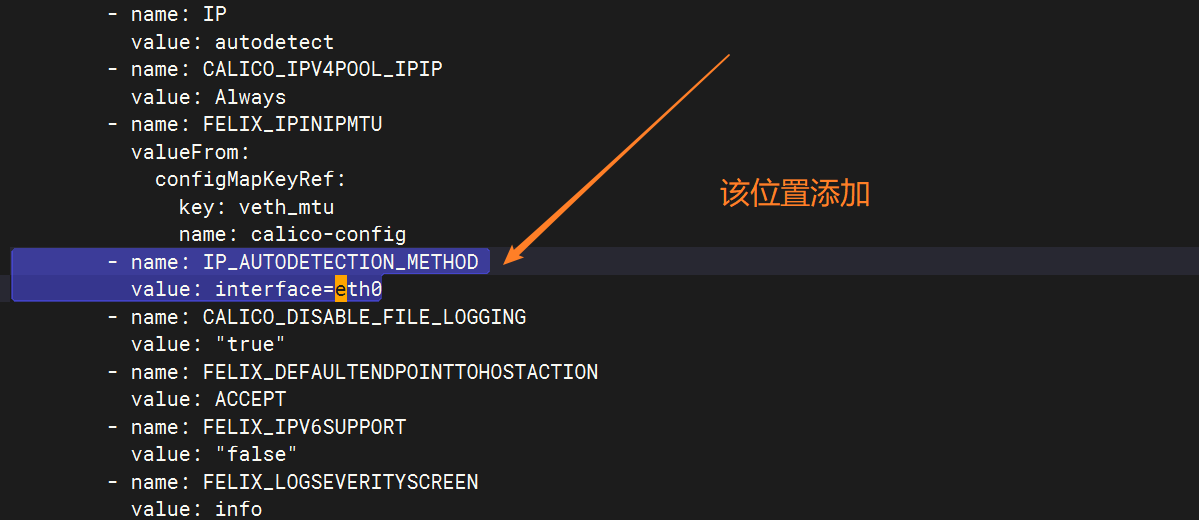 - name: IP
value: autodetect
- name: CALICO_IPV4POOL_IPIP
value: Always
- name: FELIX_IPINIPMTU
valueFrom:
configMapKeyRef:
key: veth_mtu
name: calico-config
该位置添加
- name: IP_AUTODETECTION_METHOD
value: interface=eth0
- name: CALICO_DISABLE_FILE_LOGGING
value: "true"
- name: FELIX_DEFAULTENDPOINTTOHOSTACTION
value: ACCEPT
- name: FELIX_IPV6SUPPORT
value: "false"
- name: FELIX_LOGSEVERITYSCREEN
value: info